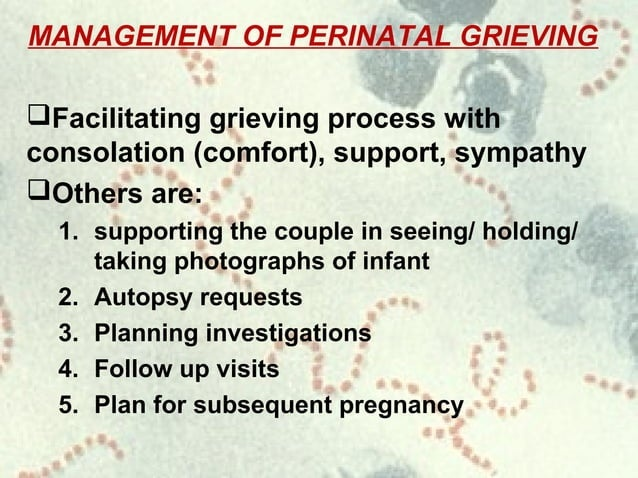 MANAGEMENT OF PERINATAL GRIEVING
❑Facilitating grieving process with
consolation (comfort), support, sympathy
❑Others are:
1. supporting the couple in seeing/ holding/
taking photographs of infant
2. Autopsy requests
3. Planning investigations
4. Follow up visits
5. Plan for subsequent pregnancy